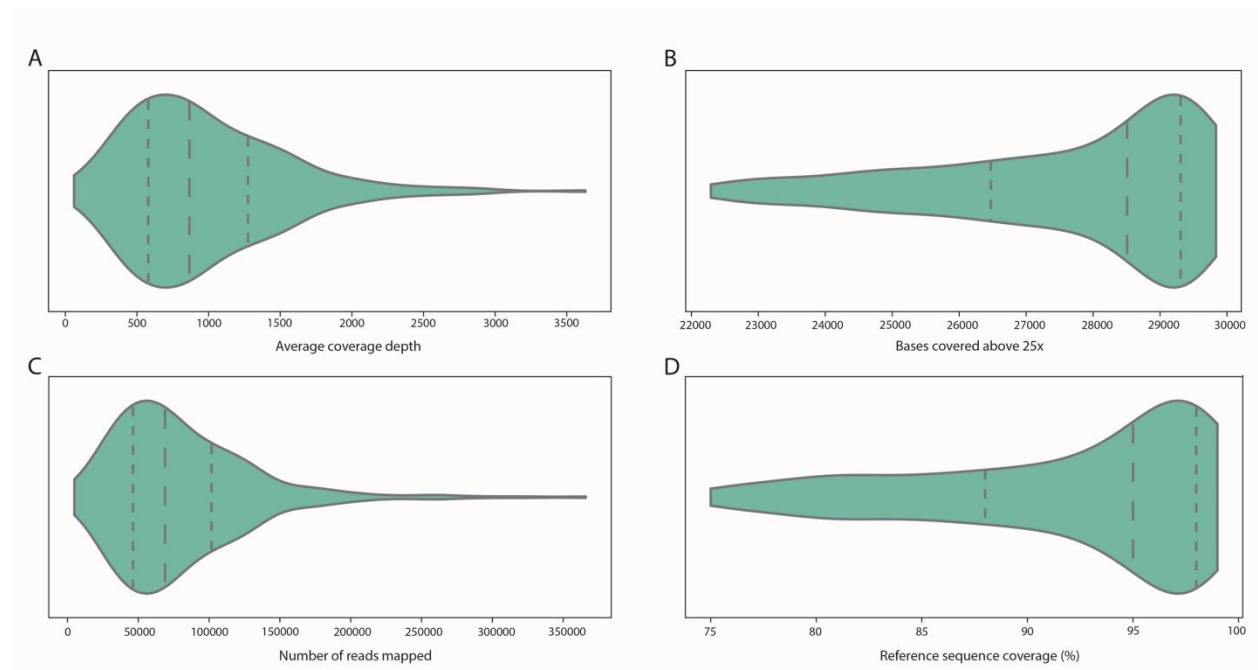 A
0 500 1000 1500 2000 2500 3000 3500
Average coverage depth
B
22000 23000 24000 25000 26000 27000 28000 29000 30000
Bases covered above 25x
C
0 50000 100000 150000 200000 250000 300000 350000
Number of reads mapped
D
75 80 85 90 95 100
Reference sequence coverage (%)